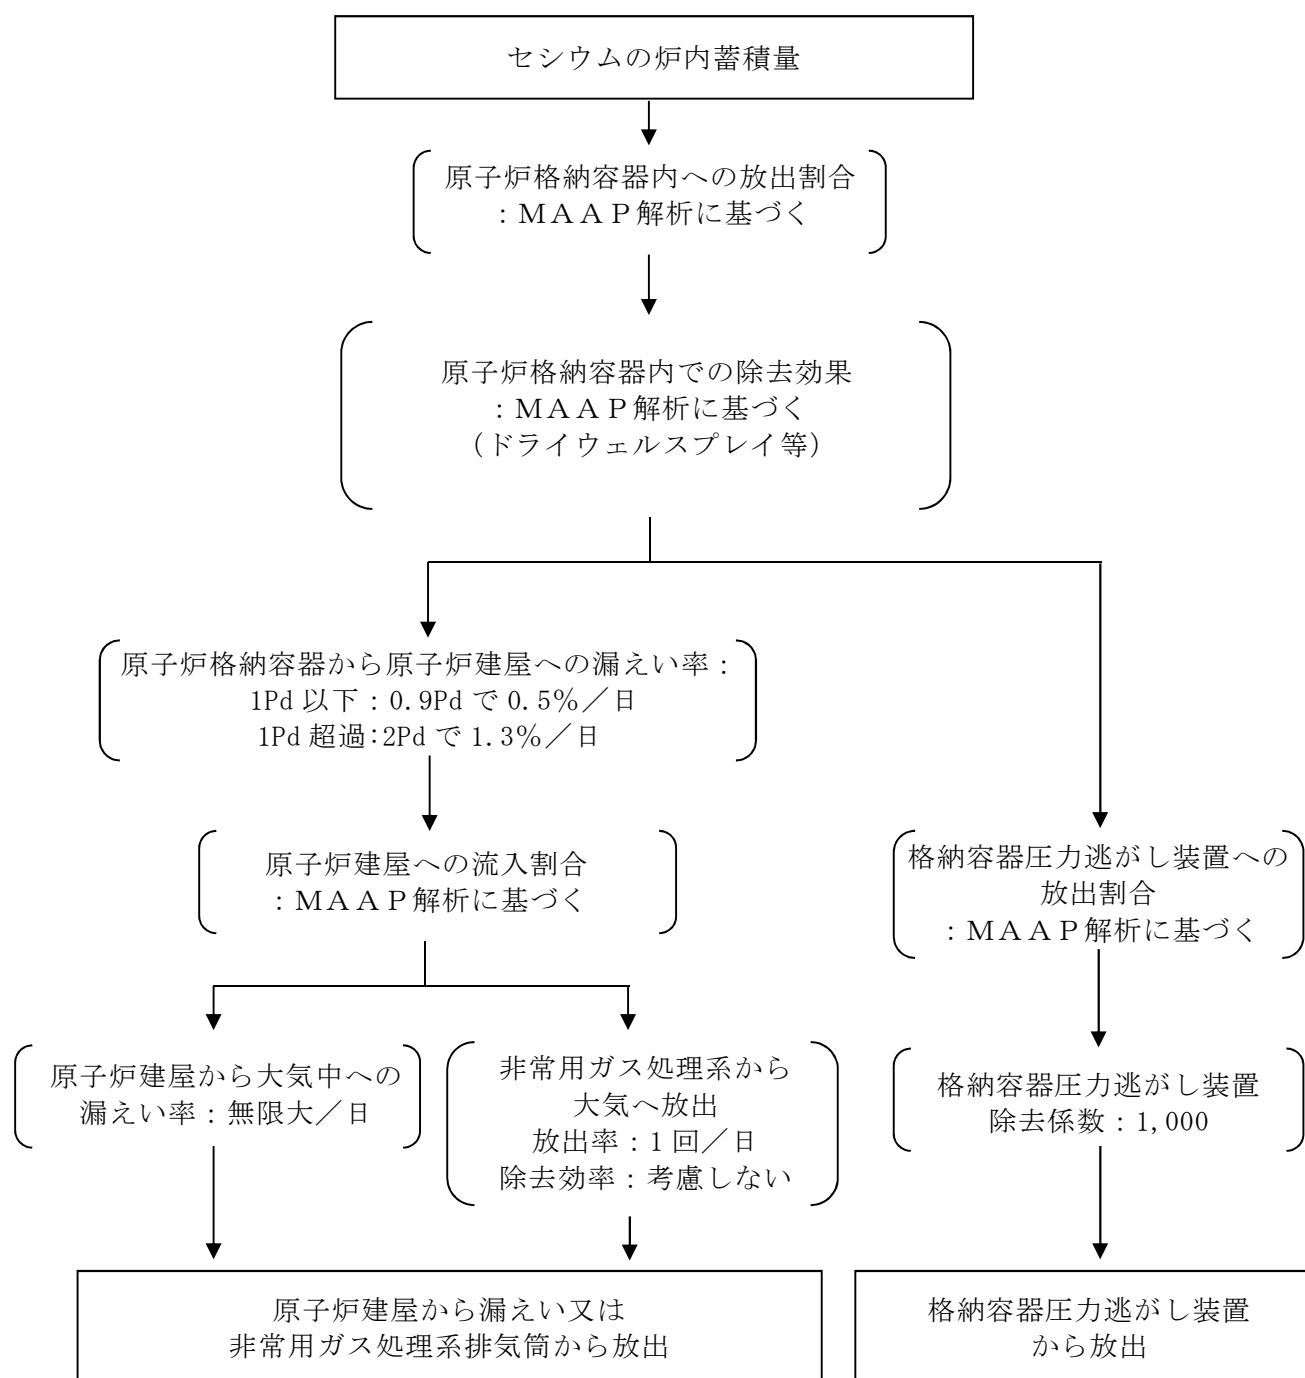 セシウムの炉内蓄積量
原子炉格納容器内への放出割合
：ＭＡＡＰ解析に基づく
原子炉格納容器内での除去効果
：ＭＡＡＰ解析に基づく
（ドライウェルスプレイ等）
原子炉格納容器から原子炉建屋への漏えい率：
1Pd 以下：0.9Pd で 0.5％／日
1Pd 超過：2Pd で 1.3％／日
原子炉建屋への流入割合
：ＭＡＡＰ解析に基づく
格納容器圧力逃がし装置への
放出割合
：ＭＡＡＰ解析に基づく
原子炉建屋から大気中への
漏えい率：無限大／日
非常用ガス処理系から
大気へ放出
放出率：1 回／日
除去効率：考慮しない
格納容器圧力逃がし装置
除去係数：1,000
原子炉建屋から漏えい又は
非常用ガス処理系排気筒から放出
格納容器圧力逃がし装置
から放出